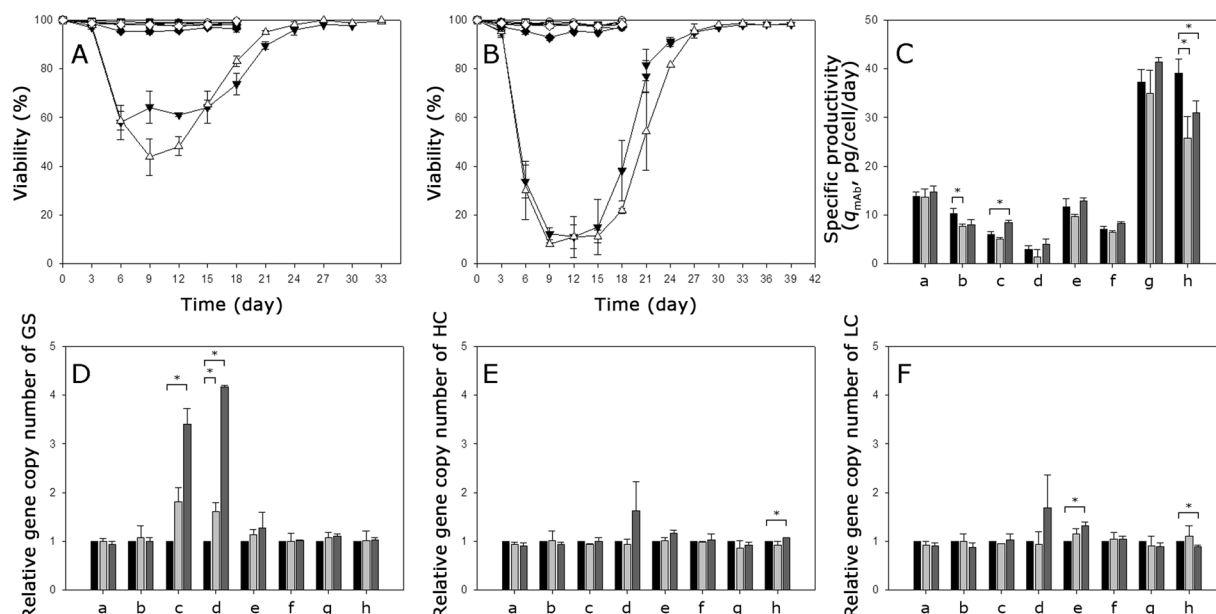 A
Viability (%)
100
80
60
40
20
0
0 3 6 9 12 15 18 21 24 27 30 33
Time (day)
B
Viability (%)
100
80
60
40
20
0
0 3 6 9 12 15 18 21 24 27 30 33 36 39 42
Time (day)
C
Specific productivity
(qmAb, pg/cell/day)
50
40
30
20
10
0
*
*
*
*
a b c d e f g h
D
Relative gene copy number of GS
5
4
3
2
1
0
*
*
*
a b c d e f g h
E
Relative gene copy number of HC
5
4
3
2
1
0
*
a b c d e f g h
F
Relative gene copy number of LC
5
4
3
2
1
0
*
*
a b c d e f g h